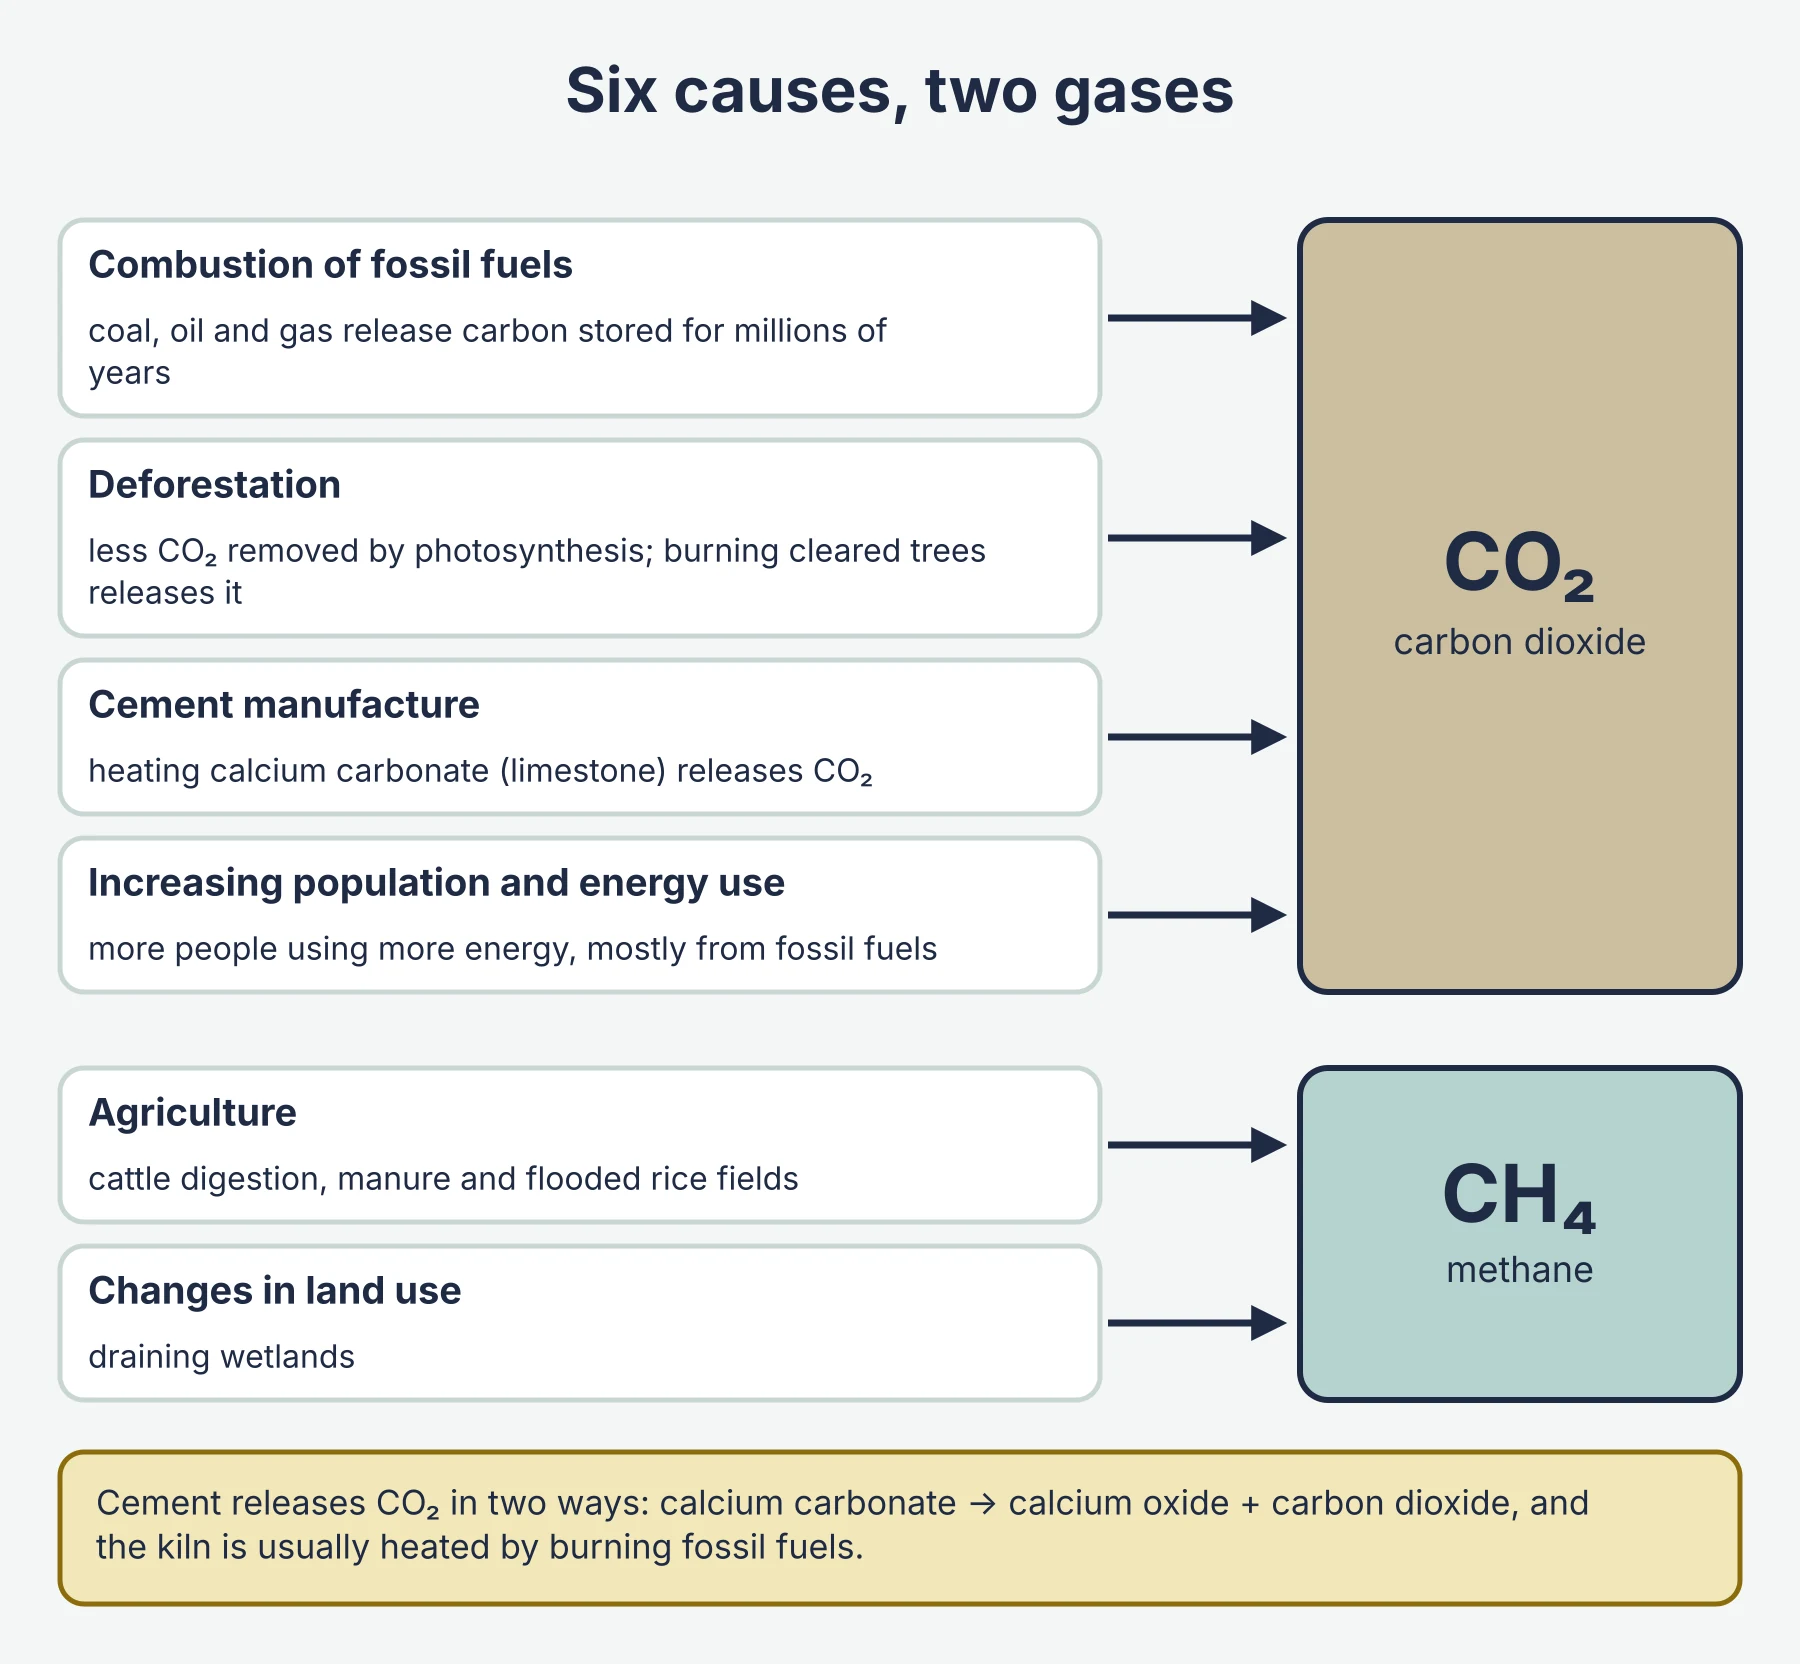 Six causes, two gases
Combustion of fossil fuels
coal, oil and gas release carbon stored for millions of
years
Deforestation
less CO₂ removed by photosynthesis; burning cleared trees
releases it
Cement manufacture
heating calcium carbonate (limestone) releases CO₂
Increasing population and energy use
more people using more energy, mostly from fossil fuels
CO₂
carbon dioxide
Agriculture
cattle digestion, manure and flooded rice fields
Changes in land use
draining wetlands
CH₄
methane
Cement releases CO₂ in two ways: calcium carbonate → calcium oxide + carbon dioxide, and
the kiln is usually heated by burning fossil fuels.